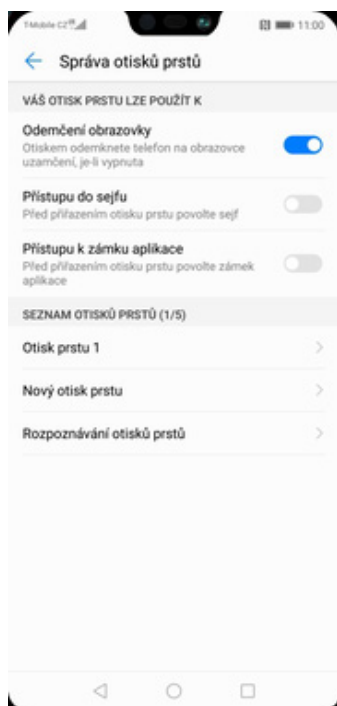 T-Mobile CZ
11:00
Správa otisků prstů
VÁŠ OTISK PRSTU LZE POUŽÍT K
Odemčení obrazovky
Otiskem odemknete telefon na obrazovce
uzamčení, je-li vypnuta
Přístupu do sejfu
Před přiřazením otisku prstu povolte sejf
Přístupu k zámku aplikace
Před přiřazením otisku prstu povolte zámek
aplikace
SEZNAM OTISKŮ PRSTŮ (1/5)
Otisk prstu 1
Nový otisk prstu
Rozpoznávání otisků prstů